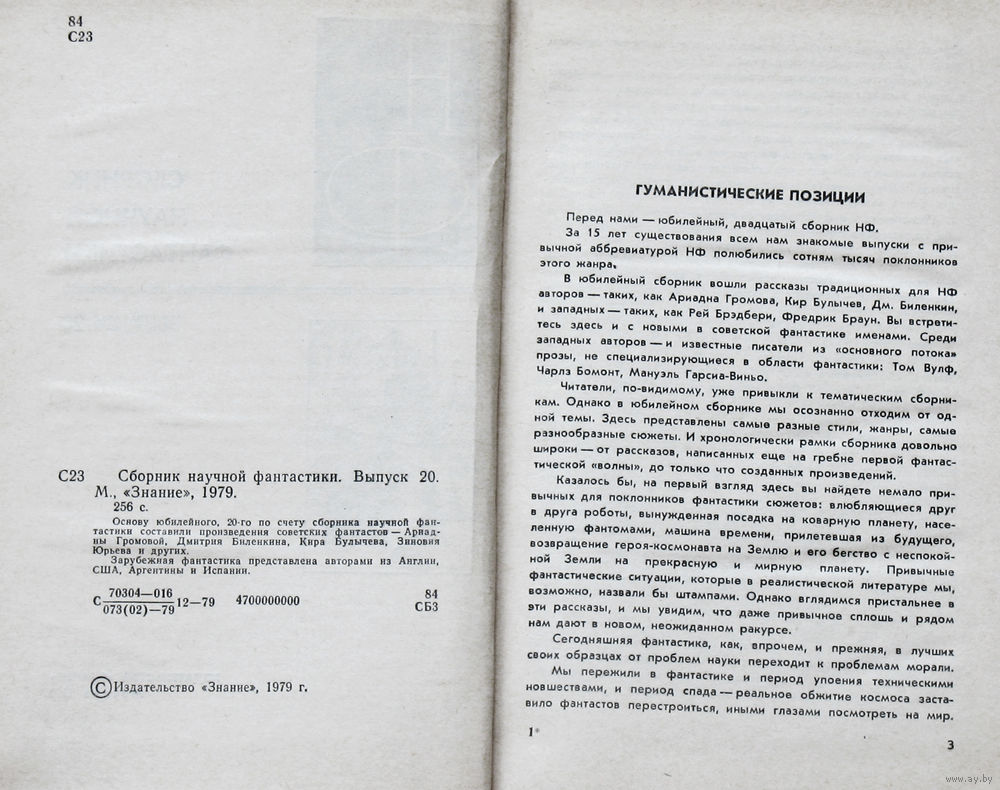 84
С23
С23 Сборник научной фантастики. Выпуск 20.
М., «Знание», 1979.
256 с.
Основу юбилейного, 20-го по счету сборника научной фан-
тастики составили произведения советских фантастов — Ариад-
ны Громовой, Дмитрия Биленкина, Кира Булычева, Зиновия
Юрьева и других.
Зарубежная фантастика представлена авторами из Англии,
США, Аргентины и Испании.
С 70304—016 / 073(02)—79 12—79 4700000000
84
СБ3
© Издательство «Знание», 1979 г.
ГУМАНИСТИЧЕСКИЕ ПОЗИЦИИ
Перед нами — юбилейный, двадцатый сборник НФ.
За 15 лет существования всем нам знакомые выпуски с при-
вычной аббревиатурой НФ полюбились сотням тысяч поклонников
этого жанра.
В юбилейный сборник вошли рассказы традиционных для НФ
авторов — таких, как Ариадна Громова, Кир Булычев, Дм. Биленкин,
и западных — таких, как Рей Брэдбери, Фредрик Браун. Вы встрети-
тесь здесь и с новыми в советской фантастике именами. Среди
западных авторов — и известные писатели из «основного потока»
прозы, не специализирующиеся в области фантастики: Том Вулф,
Чарлз Бомонт, Мануэль Гарсиа-Виньо.
Читатели, по-видимому, уже привыкли к тематическим сборни-
кам. Однако в юбилейном сборнике мы осознанно отходим от од-
ной темы. Здесь представлены самые разные стили, жанры, самые
разнообразные сюжеты. И хронологически рамки сборника довольно
широки — от рассказов, написанных еще на гребне первой фантас-
тической «волны», до только что созданных произведений.
Казалось бы, на первый взгляд здесь вы найдете немало при-
вычных для поклонников фантастики сюжетов: влюбляющиеся друг
в друга роботы, вынужденная посадка на коварную планету, насе-
ленную фантомами, машина времени, прилетевшая из будущего,
возвращение героя-космонавта на Землю и его бегство с неспокой-
ной Земли на прекрасную и мирную планету. Привычные
фантастические ситуации, которые в реалистической литературе мы,
возможно, назвали бы штампами. Однако вглядимся пристальнее в
эти рассказы, и мы увидим, что даже привычное сплошь и рядом
нам дают в новом, неожиданном ракурсе.
Сегодняшняя фантастика, как, впрочем, и прежняя, в лучших
своих образцах от проблем науки переходит к проблемам морали.
Мы пережили в фантастике и период упоения техническими
новшествами, и период спада — реальное обжитие космоса заста-
вило фантастов перестроиться, иными глазами посмотреть на мир.
1*
3
www.ay.by